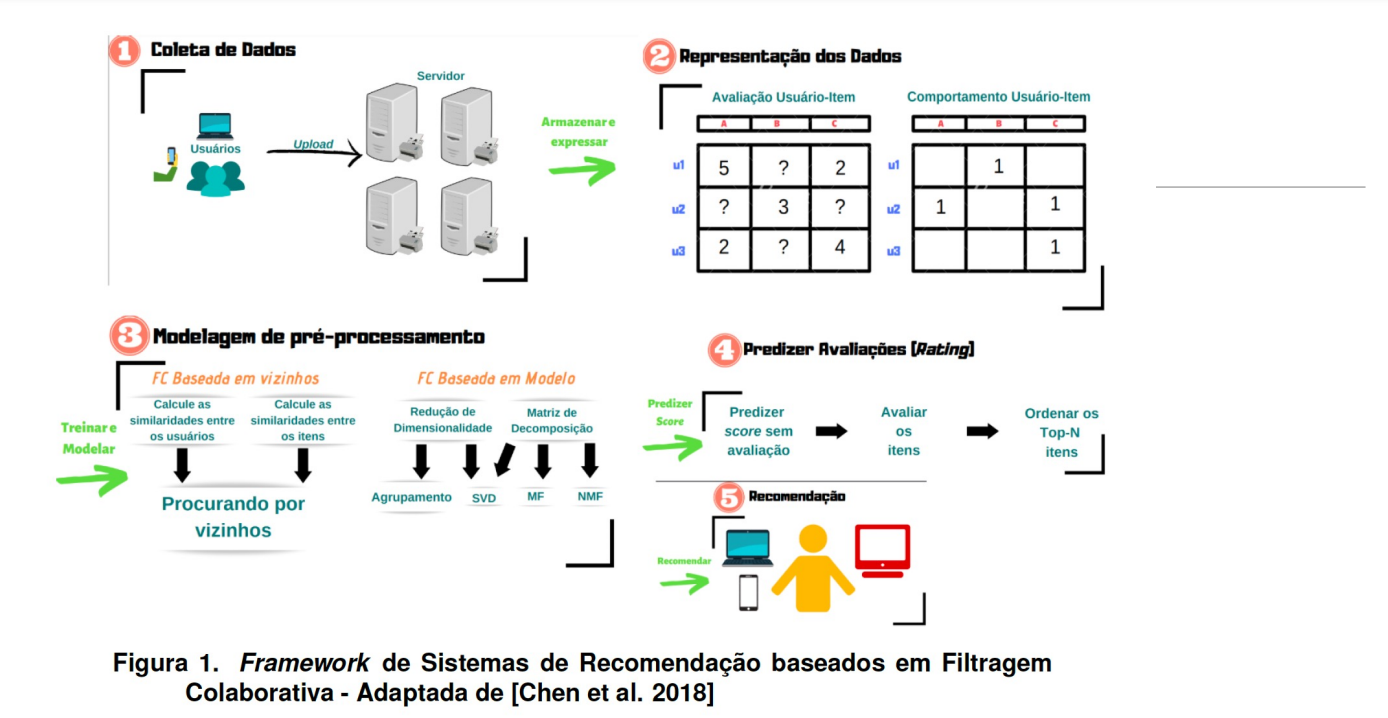 1 Coleta de Dados
Servidor
Usuários
Upload
Armazenar e
expressar
2 Representação dos Dados
Avaliação Usuário-Item
A B C
u1 5 ? 2
u2 ? 3 ?
u3 2 ? 4
Comportamento Usuário-Item
A B C
u1 1
u2 1 1
u3 1
3 Modelagem de pré-processamento
Treinar e
Modelar
FC Baseada em vizinhos
Calcule as
similaridades entre
os usuários
Calcule as
similaridades entre
os itens
Procurando por
vizinhos
FC Baseada em Modelo
Redução de
Dimensionalidade
Matriz de
Decomposição
Agrupamento SVD MF NMF
4 Predizer Avaliações [Rating]
Predizer
Score
Predizer
score sem
avaliação
Avaliar
os
itens
Ordenar os
Top-N
itens
5 Recomendação
Recomendar
Figura 1. Framework de Sistemas de Recomendação baseados em Filtragem
Colaborativa - Adaptada de [Chen et al. 2018]